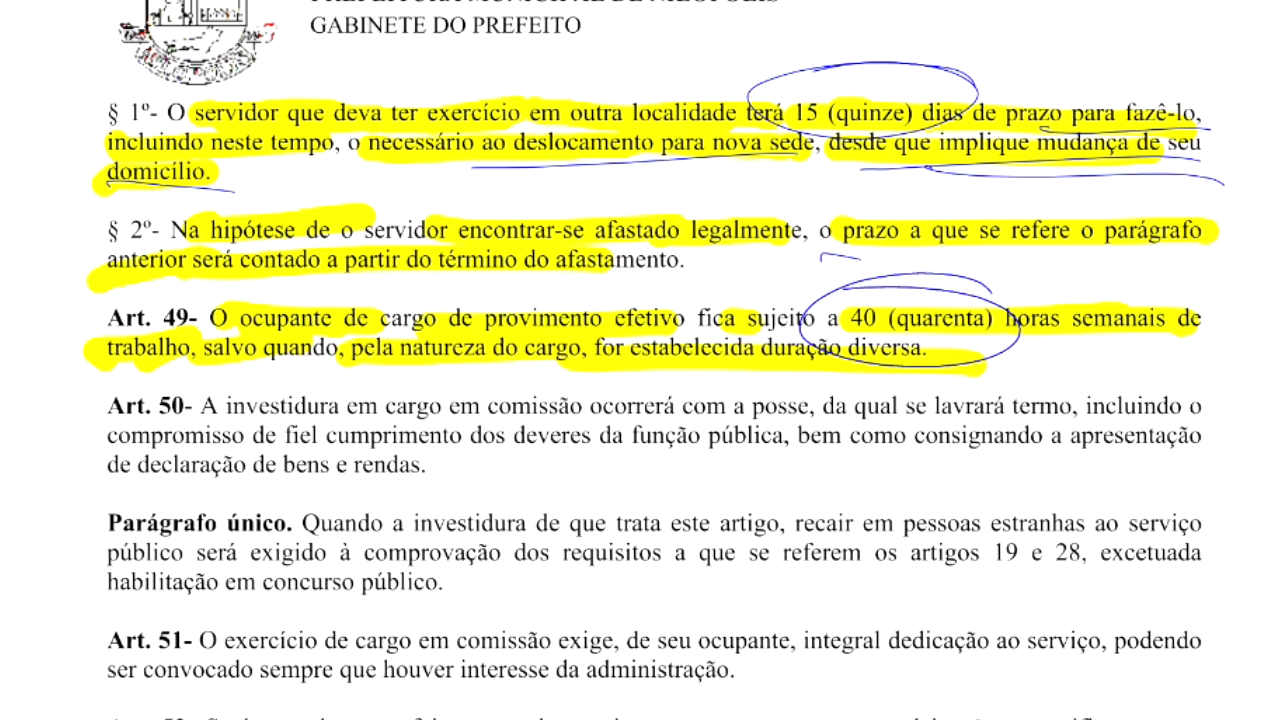 GABINETE DO PREFEITO
§ 1º- O servidor que deva ter exercício em outra localidade terá 15 (quinze) dias de prazo para fazê-lo,
incluindo neste tempo, o necessário ao deslocamento para nova sede, desde que implique mudança de seu
domicílio.
§ 2º- Na hipótese de o servidor encontrar-se afastado legalmente, o prazo a que se refere o parágrafo
anterior será contado a partir do término do afastamento.
Art. 49- O ocupante de cargo de provimento efetivo fica sujeito a 40 (quarenta) horas semanais de
trabalho, salvo quando, pela natureza do cargo, for estabelecida duração diversa.
Art. 50- A investidura em cargo em comissão ocorrerá com a posse, da qual se lavrará termo, incluindo o
compromisso de fiel cumprimento dos deveres da função pública, bem como consignando a apresentação
de declaração de bens e rendas.
Parágrafo único. Quando a investidura de que trata este artigo, recair em pessoas estranhas ao serviço
público será exigido à comprovação dos requisitos a que se referem os artigos 19 e 28, excetuada
habilitação em concurso público.
Art. 51- O exercício de cargo em comissão exige, de seu ocupante, integral dedicação ao serviço, podendo
ser convocado sempre que houver interesse da administração.